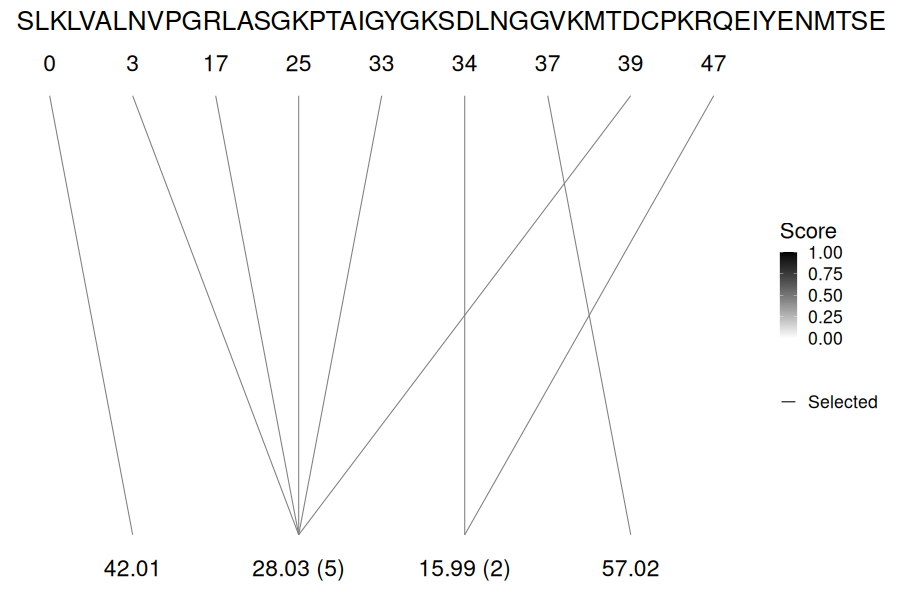 SLKLVALNVPGRLASGKPTAIGYGKSDLNGGVKMTDCPKRQEIYENMTSE
0 3 17 25 33 34 37 39 47
Score
1.00
0.75
0.50
0.25
0.00
Selected
42.01 28.03 (5) 15.99 (2) 57.02